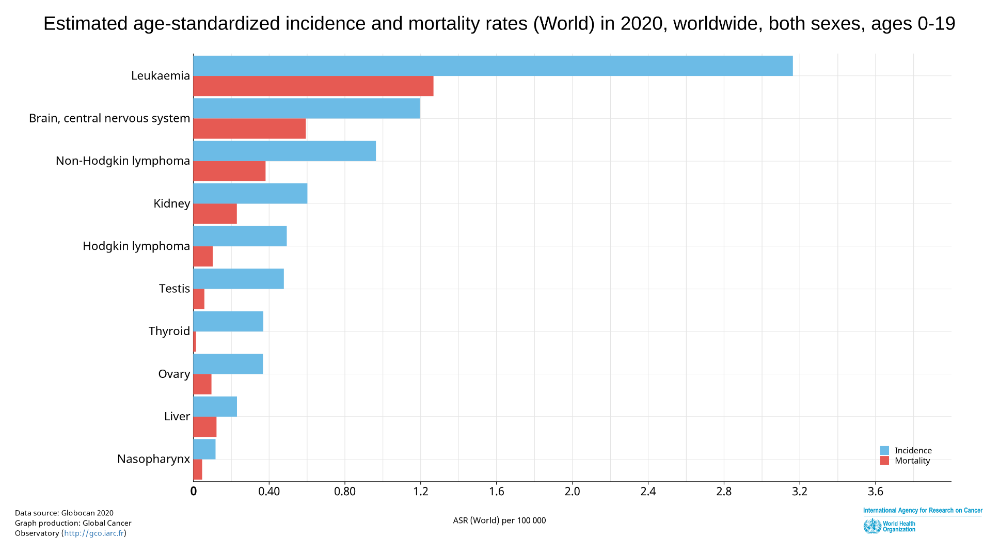 Estimated age-standardized incidence and mortality rates (World) in 2020, worldwide, both sexes, ages 0-19
Leukaemia
Brain, central nervous system
Non-Hodgkin lymphoma
Kidney
Hodgkin lymphoma
Testis
Thyroid
Ovary
Liver
Nasopharynx
Incidence
Mortality
0 0.40 0.80 1.2 1.6 2.0 2.4 2.8 3.2 3.6
ASR (World) per 100 000
Data source: Globocan 2020
Graph production: Global Cancer
Observatory (http://gco.iarc.fr)
International Agency for Research on Cancer
World Health
Organization